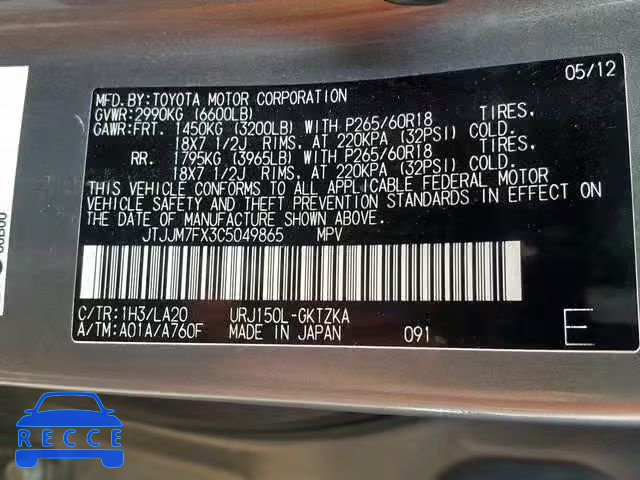 05/12
MFD.BY:TOYOTA MOTOR CORPORATION
GVWR:2990KG (6600LB)
GAWR:FRT. 1450KG (3200LB) WITH P265/60R18 TIRES,
18X7 1/2J RIMS, AT 220KPA (32PSI) COLD.
RR. 1795KG (3965LB) WITH P265/60R18 TIRES,
18X7 1/2J RIMS, AT 220KPA (32PSI) COLD.
THIS VEHICLE CONFORMS TO ALL APPLICABLE FEDERAL MOTOR
VEHICLE SAFETY AND THEFT PREVENTION STANDARDS IN EFFECT ON
THE DATE OF MANUFACTURE SHOWN ABOVE.
JTJJM7FX3C5049865 MPV
C/TR:1H3/LA20 URJ150L-GKTZKA
A/TM:A01A/A760F MADE IN JAPAN 091 E
RECCE